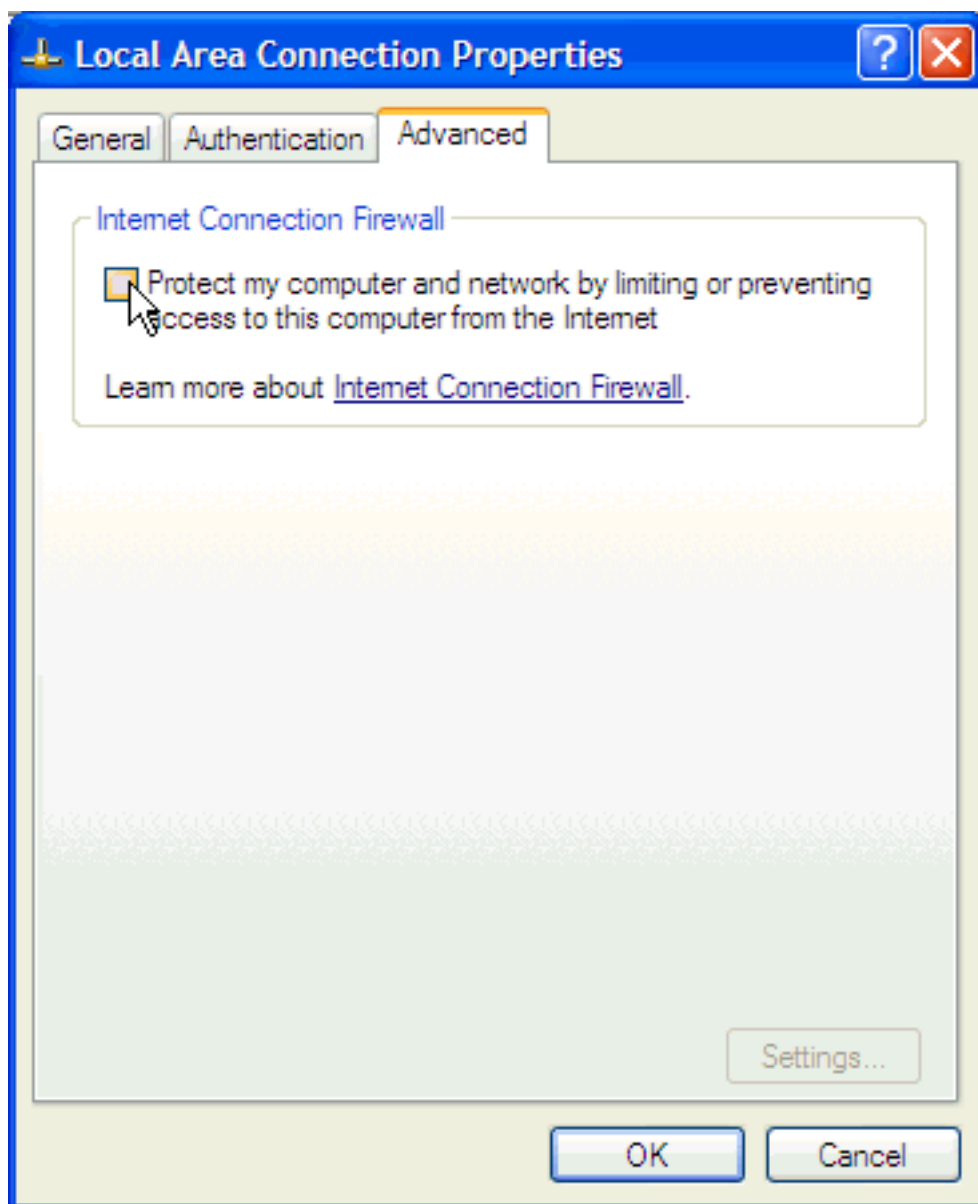 Local Area Connection Properties
General Authentication Advanced
Internet Connection Firewall
Protect my computer and network by limiting or preventing
access to this computer from the Internet
Learn more about Internet Connection Firewall.
Settings...
OK Cancel